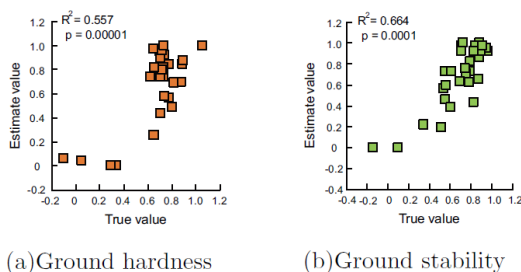 R² = 0.557
p = 0.00001
Estimate value
1.2
1.0
0.8
0.6
0.4
0.2
0
-0.2
-0.2 0 0.2 0.4 0.6 0.8 1.0 1.2
True value
(a)Ground hardness
R² = 0.664
p = 0.0001
Estimate value
1.2
1.0
0.8
0.6
0.4
0.2
0
-0.2
-0.4
-0.4 -0.2 0 0.2 0.4 0.6 0.8 1.0 1.2
True value
(b)Ground stability